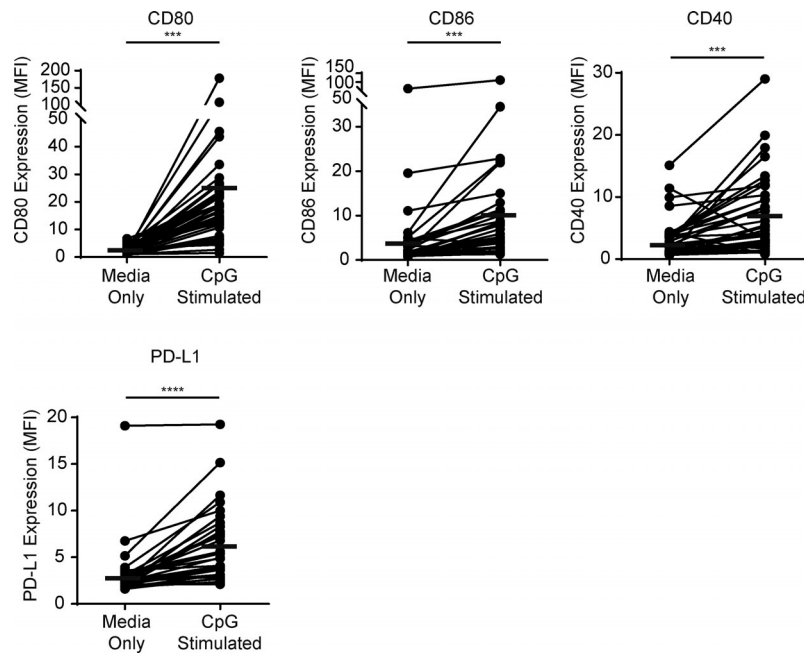 CD80
***
CD80 Expression (MFI)
200
150
100
50
40
30
20
10
0
Media
Only
CpG
Stimulated
CD86
***
CD86 Expression (MFI)
150
100
50
30
20
10
0
Media
Only
CpG
Stimulated
CD40
***
CD40 Expression (MFI)
30
20
10
0
Media
Only
CpG
Stimulated
PD-L1
****
PD-L1 Expression (MFI)
20
15
10
5
0
Media
Only
CpG
Stimulated